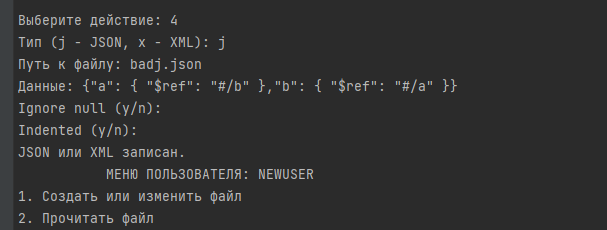 Выберите действие: 4
Тип (j - JSON, x - XML): j
Путь к файлу: badj.json
Данные: {"a": { "$ref": "#/b" },"b": { "$ref": "#/a" }}
Ignore null (y/n):
Indented (y/n):
JSON или XML записан.
МЕНЮ ПОЛЬЗОВАТЕЛЯ: NEWUSER
1. Создать или изменить файл
2. Прочитать файл